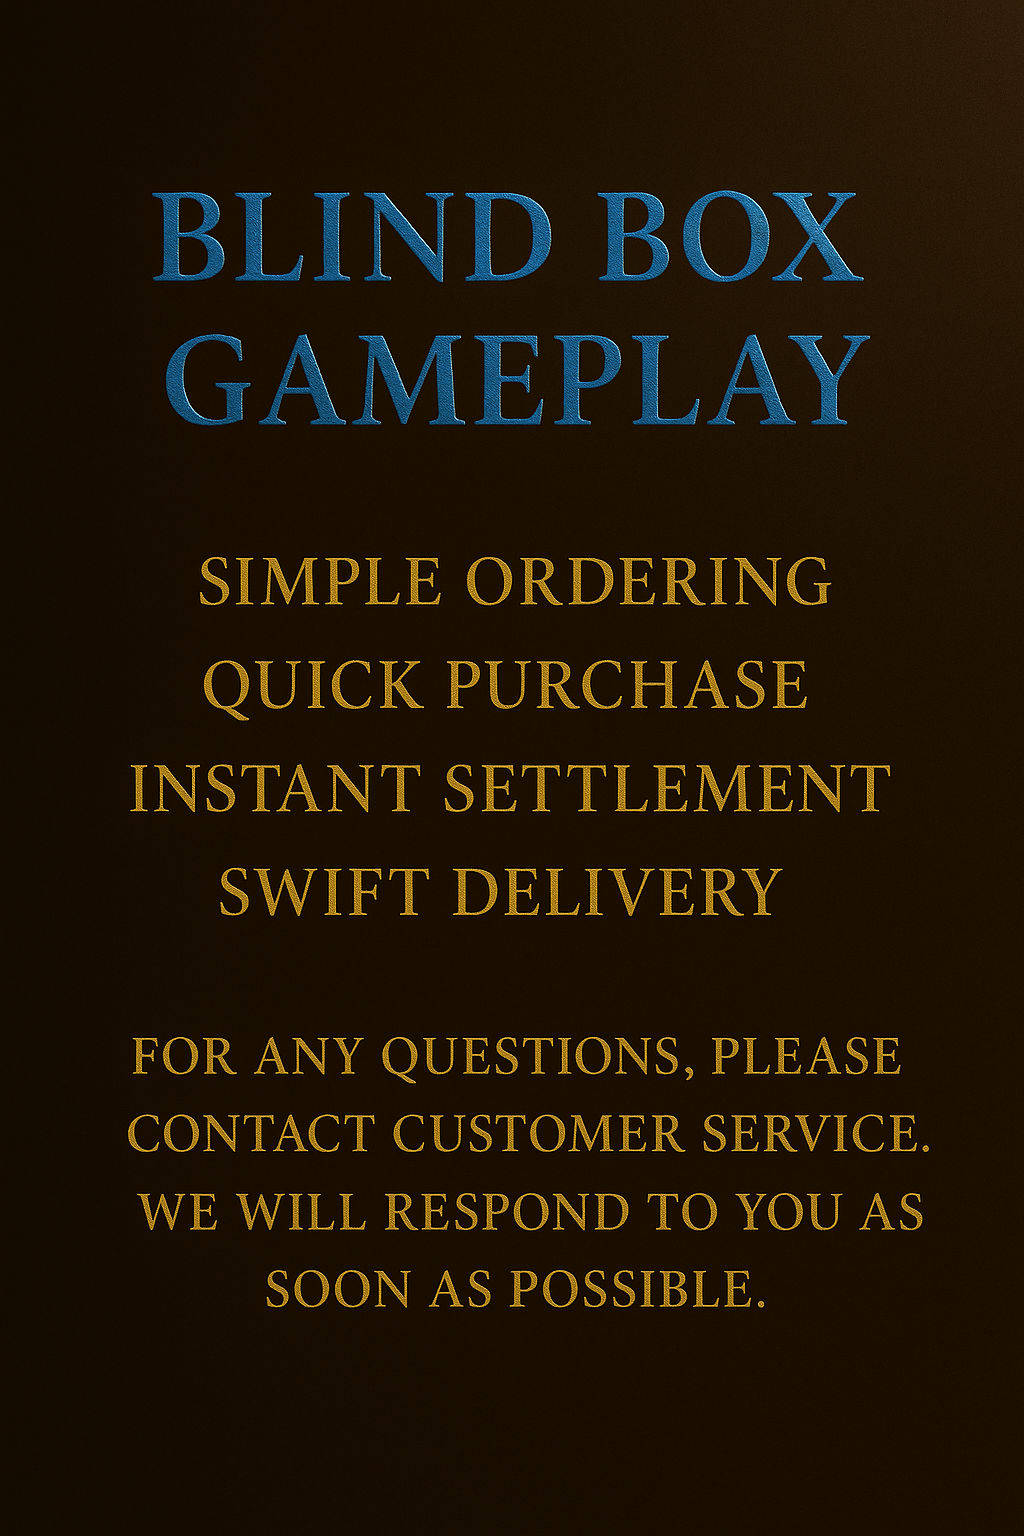 BLIND BOX
GAMEPLAY
SIMPLE ORDERING
QUICK PURCHASE
INSTANT SETTLEMENT
SWIFT DELIVERY
FOR ANY QUESTIONS, PLEASE
CONTACT CUSTOMER SERVICE.
WE WILL RESPOND TO YOU AS
SOON AS POSSIBLE.